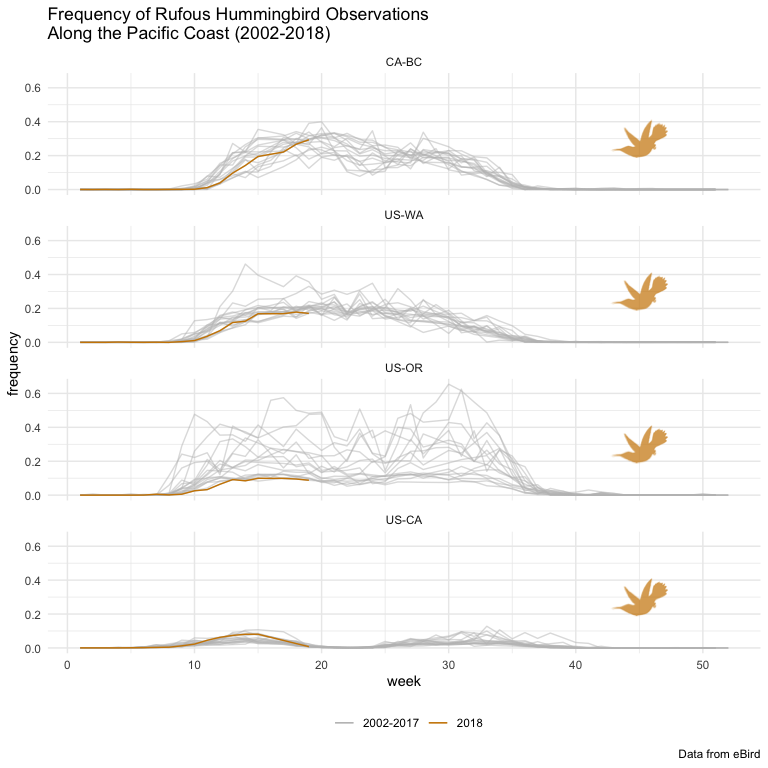 Frequency of Rufous Hummingbird Observations
Along the Pacific Coast (2002-2018)
CA-BC
0.6
0.4
0.2
0.0
US-WA
0.6
0.4
0.2
0.0
US-OR
0.6
0.4
0.2
0.0
US-CA
0.6
0.4
0.2
0.0
frequency
0 10 20 30 40 50
week
2002-2017 2018
Data from eBird